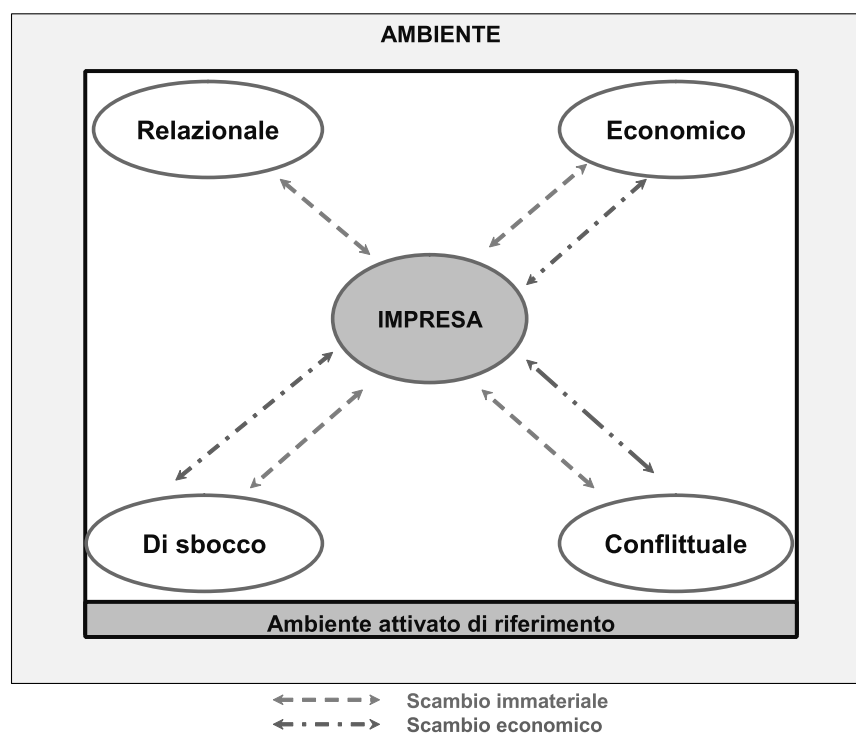 AMBIENTE
Relazionale
Economico
IMPRESA
Di sbocco
Conflittuale
Ambiente attivato di riferimento
Scambio immateriale
Scambio economico